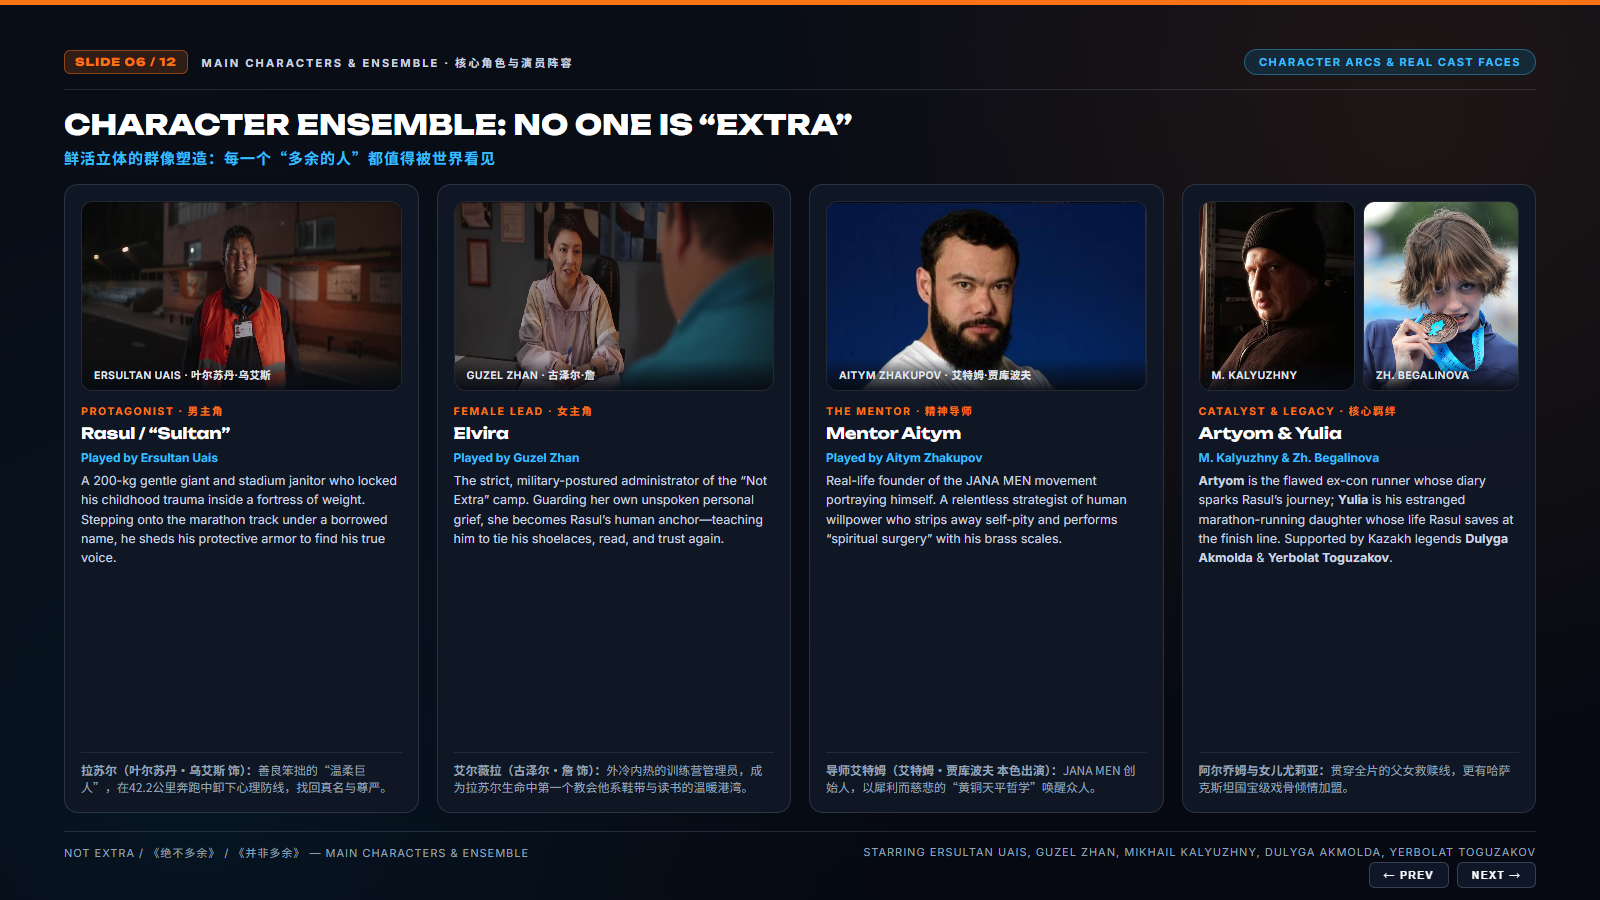 SLIDE 06 / 12
MAIN CHARACTERS & ENSEMBLE · 核心角色与演员阵容
CHARACTER ARCS & REAL CAST FACES
CHARACTER ENSEMBLE: NO ONE IS “EXTRA”
鲜活立体的群像塑造：每一个“多余的人”都值得被世界看见
ERSULTAN UAIS · 叶尔苏丹·乌艾斯
PROTAGONIST · 男主角
Rasul / “Sultan”
Played by Ersultan Uais
A 200-kg gentle giant and stadium janitor who locked
his childhood trauma inside a fortress of weight.
Stepping onto the marathon track under a borrowed
name, he sheds his protective armor to find his true
voice.
拉苏尔（叶尔苏丹·乌艾斯 饰）：善良笨拙的“温柔巨
人”，在42.2公里奔跑中卸下心理防线，找回真名与尊严。
GUZEL ZHAN · 古泽尔·詹
FEMALE LEAD · 女主角
Elvira
Played by Guzel Zhan
The strict, military-postured administrator of the “Not
Extra” camp. Guarding her own unspoken personal
grief, she becomes Rasul’s human anchor—teaching
him to tie his shoelaces, read, and trust again.
艾尔薇拉（古泽尔·詹 饰）：外冷内热的训练营管理员，成
为拉苏尔生命中第一个教会他系鞋带与读书的温暖港湾。
AITYM ZHAKUPOV · 艾特姆·贾库波夫
THE MENTOR · 精神导师
Mentor Aitym
Played by Aitym Zhakupov
Real-life founder of the JANA MEN movement
portraying himself. A relentless strategist of human
willpower who strips away self-pity and performs
“spiritual surgery” with his brass scales.
导师艾特姆（艾特姆·贾库波夫 本色出演）：JANA MEN 创
始人，以犀利而慈悲的“黄铜天平哲学”唤醒众人。
M. KALYUZHNY
ZH. BEGALINOVA
CATALYST & LEGACY · 核心羁绊
Artyom & Yulia
M. Kalyuzhny & Zh. Begalinova
Artyom is the flawed ex-con runner whose diary
sparks Rasul’s journey; Yulia is his estranged
marathon-running daughter whose life Rasul saves at
the finish line. Supported by Kazakh legends Dulyga
Akmolda & Yerbolat Toguzakov.
阿尔乔姆与女儿尤莉亚：贯穿全片的父女救赎线，更有哈萨
克斯坦国宝级戏骨倾情加盟。
NOT EXTRA / 《绝不多余》 / 《并非多余》 — MAIN CHARACTERS & ENSEMBLE
STARRING ERSULTAN UAIS, GUZEL ZHAN, MIKHAIL KALYUZHNY, DULYGA AKMOLDA, YERBOLAT TOGUZAKOV
← PREV
NEXT →